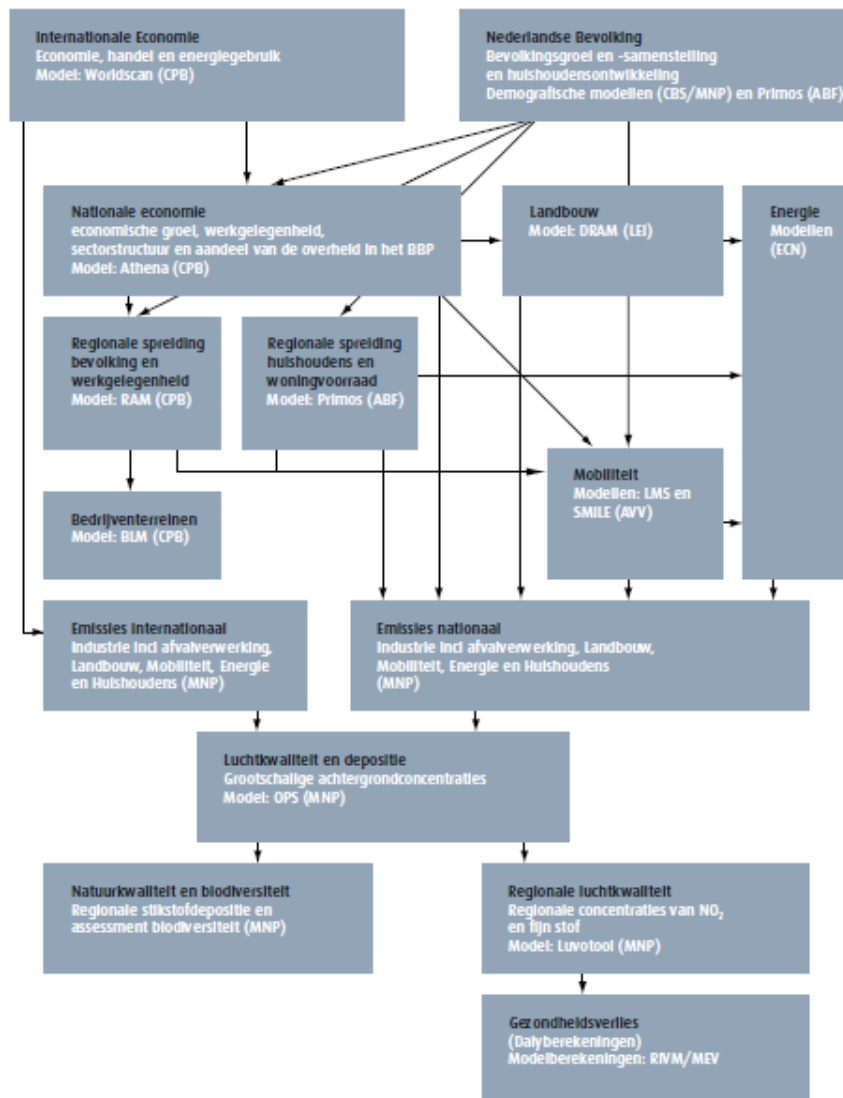 Internationale Economie
Economie, handel en energiegebruik
Model: Worldscan (CPB)
Nederlandse Bevolking
Bevolkingsgroei en -samenstelling
en huishoudensontwikkeling
Demografische modellen (CBS/MNP) en Primos (ABF)
Nationale economie
economische groei, werkgelegenheid,
sectorstructuur en aandeel van de overheid in het BBP
Model: Athena (CPB)
Landbouw
Model: DRAM (LEI)
Energie
Modellen
(ECN)
Regionale spreiding
bevolking en
werkgelegenheid
Model: RAM (CPB)
Regionale spreiding
huishoudens en
woningvoorraad
Model: Primos (ABF)
Mobiliteit
Modellen: LMS en
SMILE (AVV)
Bedrijventerreinen
Model: BLM (CPB)
Emissies internationaal
Industrie incl afvalverwerking,
Landbouw, Mobiliteit, Energie
en Huishoudens (MNP)
Emissies nationaal
Industrie incl afvalverwerking, Landbouw,
Mobiliteit, Energie en Huishoudens
(MNP)
Luchtkwaliteit en depositie
Grootschalige achtergrondconcentraties
Model: OPS (MNP)
Natuurkwaliteit en biodiversiteit
Regionale stikstofdepositie en
assessment biodiversiteit (MNP)
Regionale luchtkwaliteit
Regionale concentraties van NO₂
en fijn stof
Model: Luvotool (MNP)
Gezondheidsverlies
(Dalyberekeningen)
Modelberekeningen: RIVM/MEV